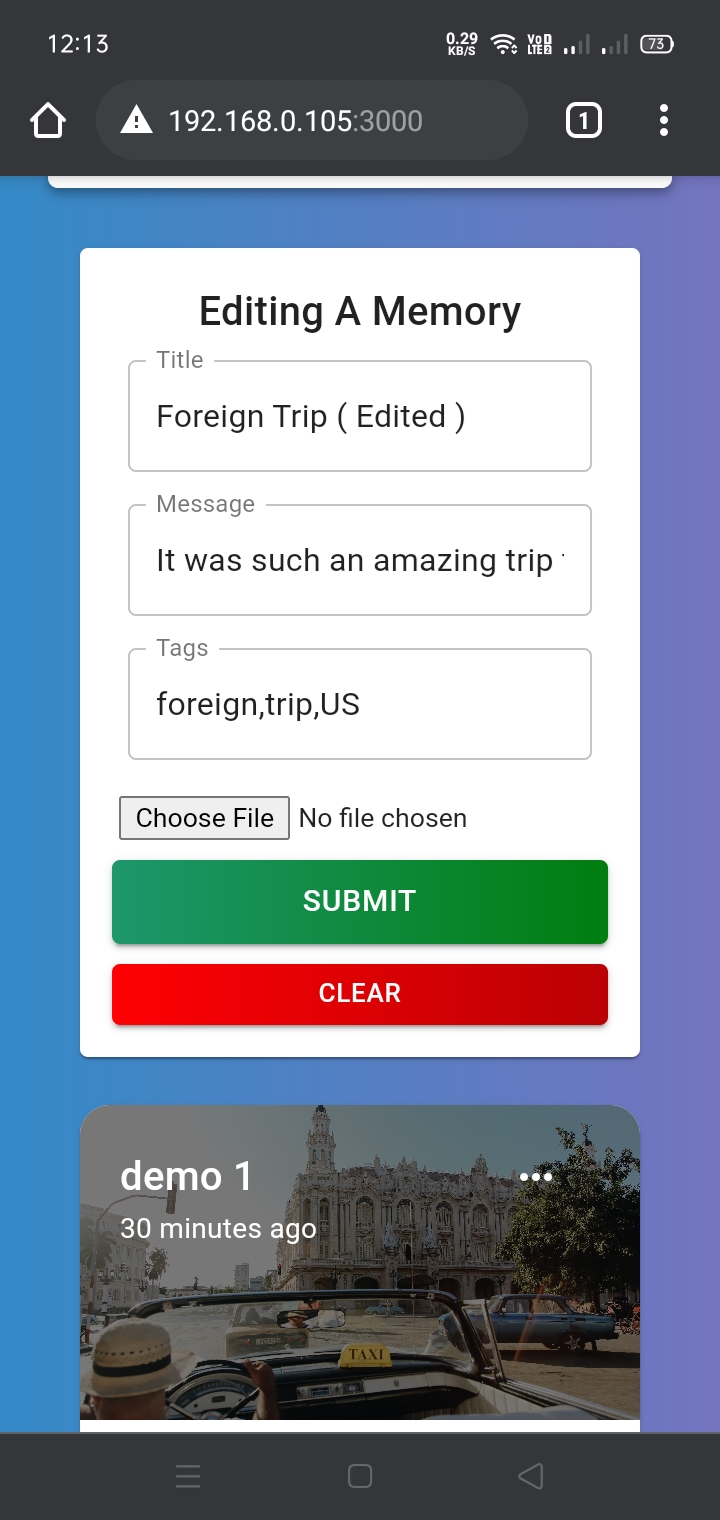 12:13
0.29 KB/S
VoD LTE2
73
192.168.0.105:3000
1
Editing A Memory
Title
Foreign Trip ( Edited )
Message
It was such an amazing trip
Tags
foreign,trip,US
Choose File No file chosen
SUBMIT
CLEAR
demo 1
30 minutes ago
TAXI